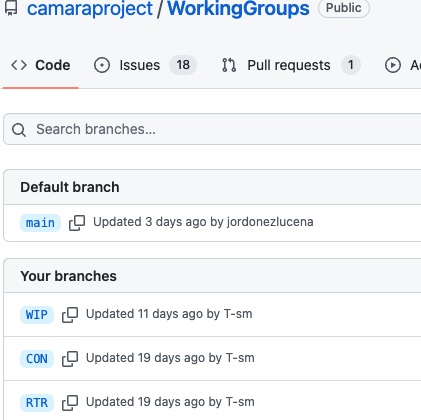 camaraproject / WorkingGroups Public
Code Issues 18 Pull requests 1 A
Search branches...
Default branch
main Updated 3 days ago by jordonezlucena
Your branches
WIP Updated 11 days ago by T-sm
CON Updated 19 days ago by T-sm
RTR Updated 19 days ago by T-sm